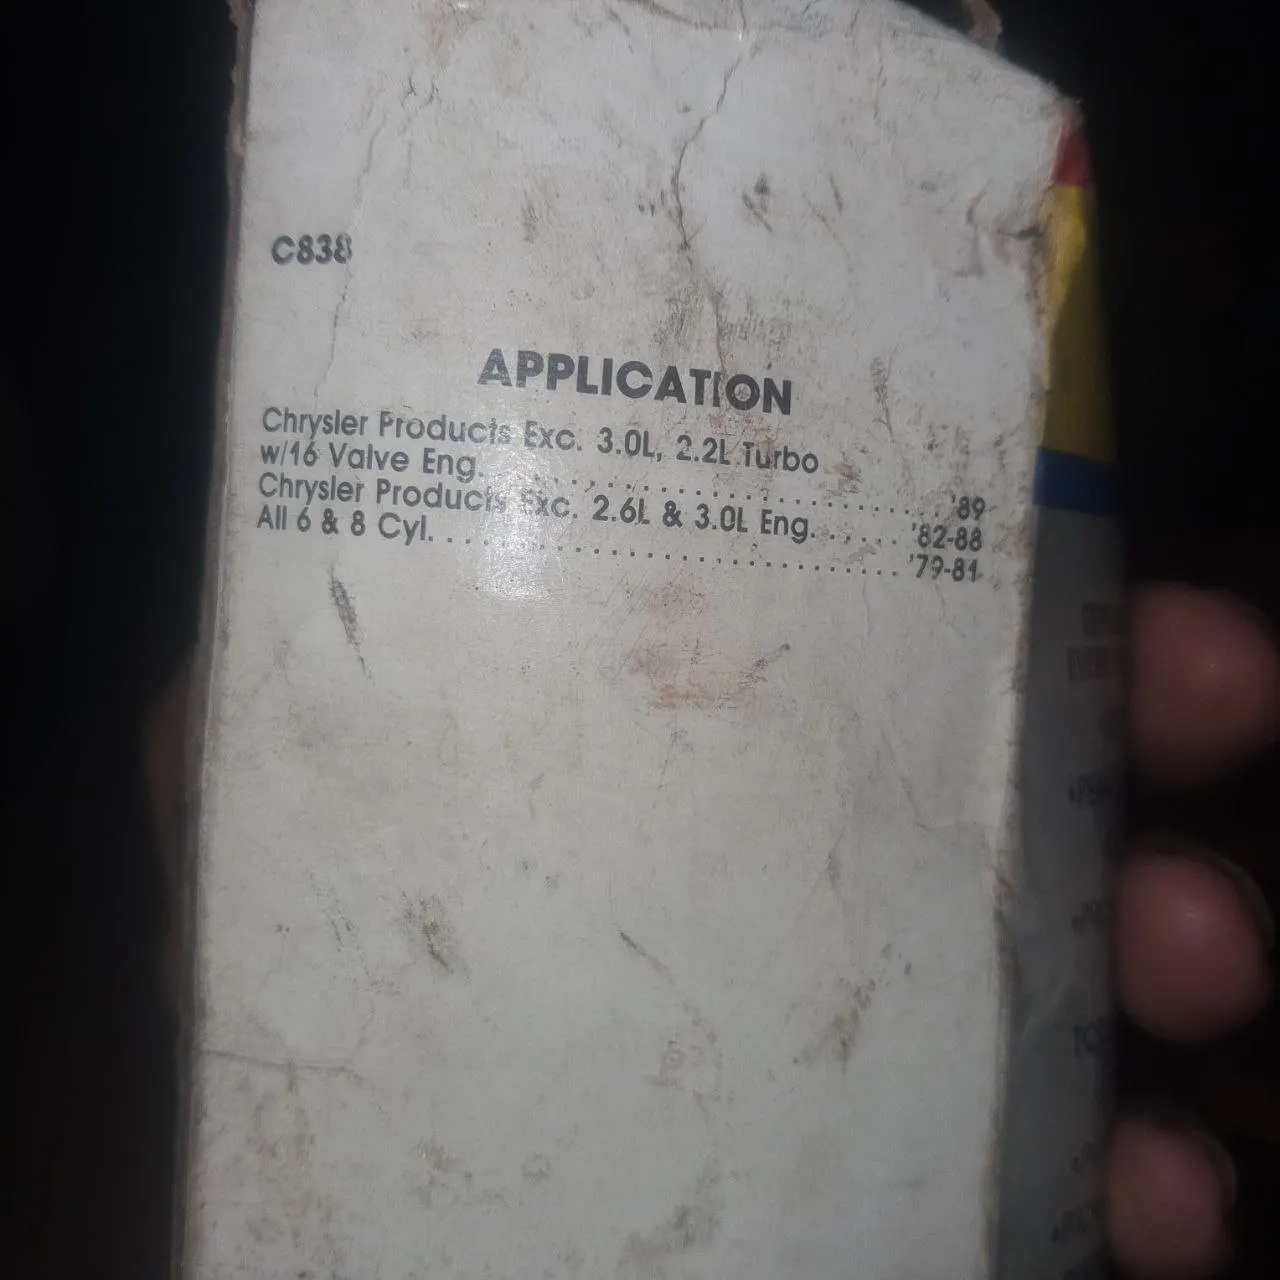 C838
APPLICATION
Chrysler Products Exc. 3.0L, 2.2L Turbo
w/16 Valve Eng. . . . . . . . . . . . . . . . . . . . . . . . . . . . '89
Chrysler Products Exc. 2.6L & 3.0L Eng. . . . . . . '82-88
All 6 & 8 Cyl. . . . . . . . . . . . . . . . . . . . . . . . . . . . . . '79-81